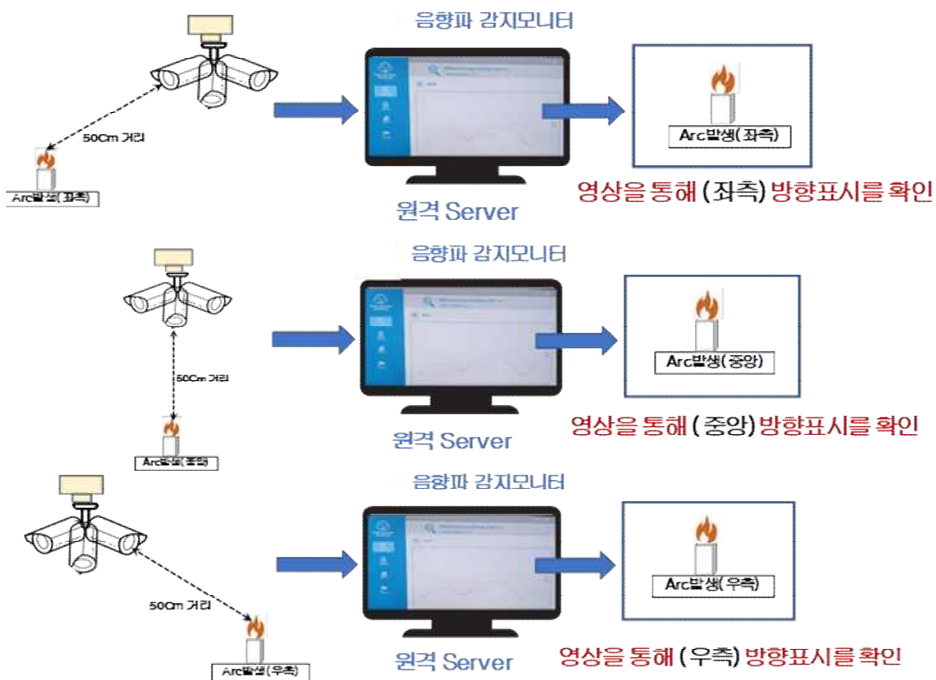 음향파 감지모니터
50Cm 거리
Arc발생(좌측)
Arc발생(좌측)
원격 Server
영상을 통해 (좌측) 방향표시를 확인
음향파 감지모니터
50Cm 거리
Arc발생(중앙)
Arc발생(중앙)
원격 Server
영상을 통해 (중앙) 방향표시를 확인
음향파 감지모니터
50Cm 거리
Arc발생(우측)
Arc발생(우측)
원격 Server
영상을 통해 (우측) 방향표시를 확인